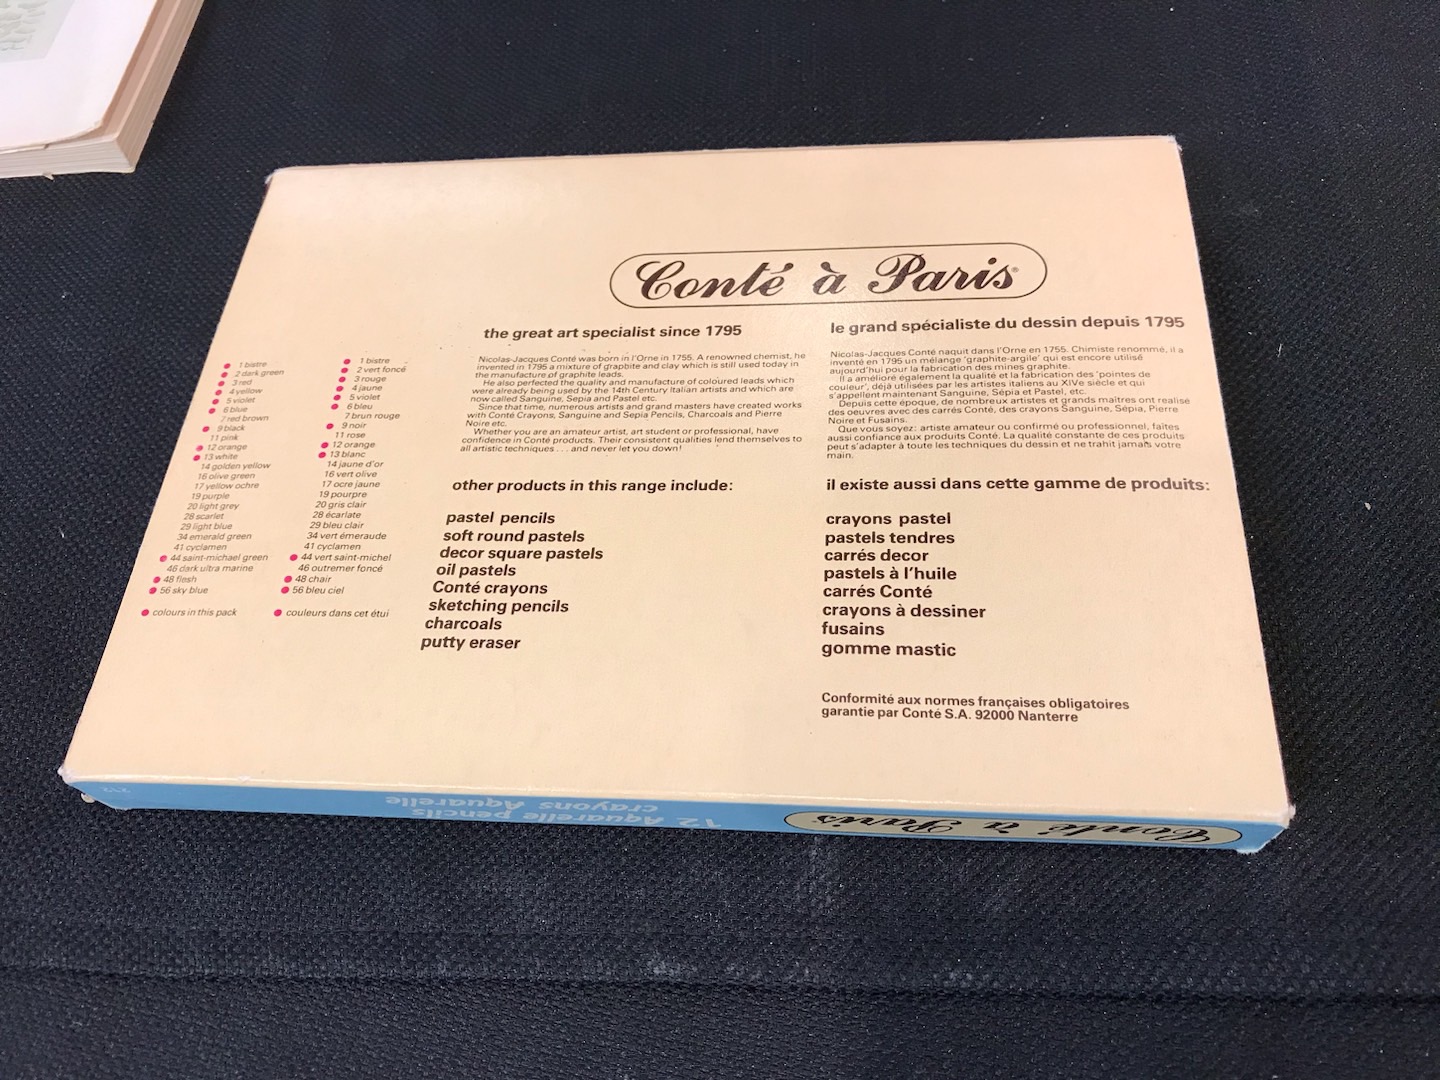 Conté à Paris®
the great art specialist since 1795
Nicolas-Jacques Conté was born in l'Orne in 1755. A renowned chemist, he
invented in 1795 a mixture of graphite and clay which is still used today in
the manufacture of graphite leads.
He also perfected the quality and manufacture of coloured leads which
were already being used by the 14th Century Italian artists and which are
now called Sanguine, Sepia and Pastel etc.
Since that time, numerous artists and grand masters have created works
with Conté Crayons, Sanguine and Sepia Pencils, Charcoals and Pierre
Noire etc.
Whether you are an amateur artist, art student or professional, have
confidence in Conté products. Their consistent qualities lend themselves to
all artistic techniques . . . and never let you down!
other products in this range include:
pastel pencils
soft round pastels
decor square pastels
oil pastels
Conté crayons
sketching pencils
charcoals
putty eraser
le grand spécialiste du dessin depuis 1795
Nicolas-Jacques Conté naquit dans l'Orne en 1755. Chimiste renommé, il a
inventé en 1795 un mélange 'graphite-argile' qui est encore utilisé
aujourd'hui pour la fabrication des mines graphite.
Il a amélioré également la qualité et la fabrication des 'pointes de
couleur', déjà utilisées par les artistes italiens au XIVe siècle et qui
s'appellent maintenant Sanguine, Sépia et Pastel, etc.
Depuis cette époque, de nombreux artistes et grands maîtres ont realisé
des oeuvres avec des carrés Conté, des crayons Sanguine, Sépia, Pierre
Noire et Fusains.
Que vous soyez: artiste amateur ou confirmé ou professionnel, faites
aussi confiance aux produits Conté. La qualité constante de ces produits
peut s'adapter à toute les techniques du dessin et ne trahit jamais votre
main.
il existe aussi dans cette gamme de produits:
crayons pastel
pastels tendres
carrés decor
pastels à l'huile
carrés Conté
crayons à dessiner
fusains
gomme mastic
Conformité aux normes françaises obligatoires
garantie par Conté S.A. 92000 Nanterre
1 bistre
2 dark green
3 red
4 yellow
5 violet
6 blue
7 red brown
9 black
11 pink
12 orange
13 white
14 golden yellow
16 olive green
17 yellow ochre
19 purple
20 light grey
28 scarlet
29 light blue
34 emerald green
41 cyclamen
44 saint-michael green
46 dark ultra marine
48 flesh
56 sky blue
colours in this pack
1 bistre
2 vert foncé
3 rouge
4 jaune
5 violet
6 bleu
7 brun rouge
9 noir
11 rose
12 orange
13 blanc
14 jaune d'or
16 vert olive
17 ocre jaune
19 pourpre
20 gris clair
28 écarlate
29 bleu clair
34 vert émeraude
41 cyclamen
44 vert saint-michel
46 outremer foncé
48 chair
56 bleu ciel
couleurs dans cet étui
Conté à Paris
12 Aquarelle pencils
crayons Aquarelle
212